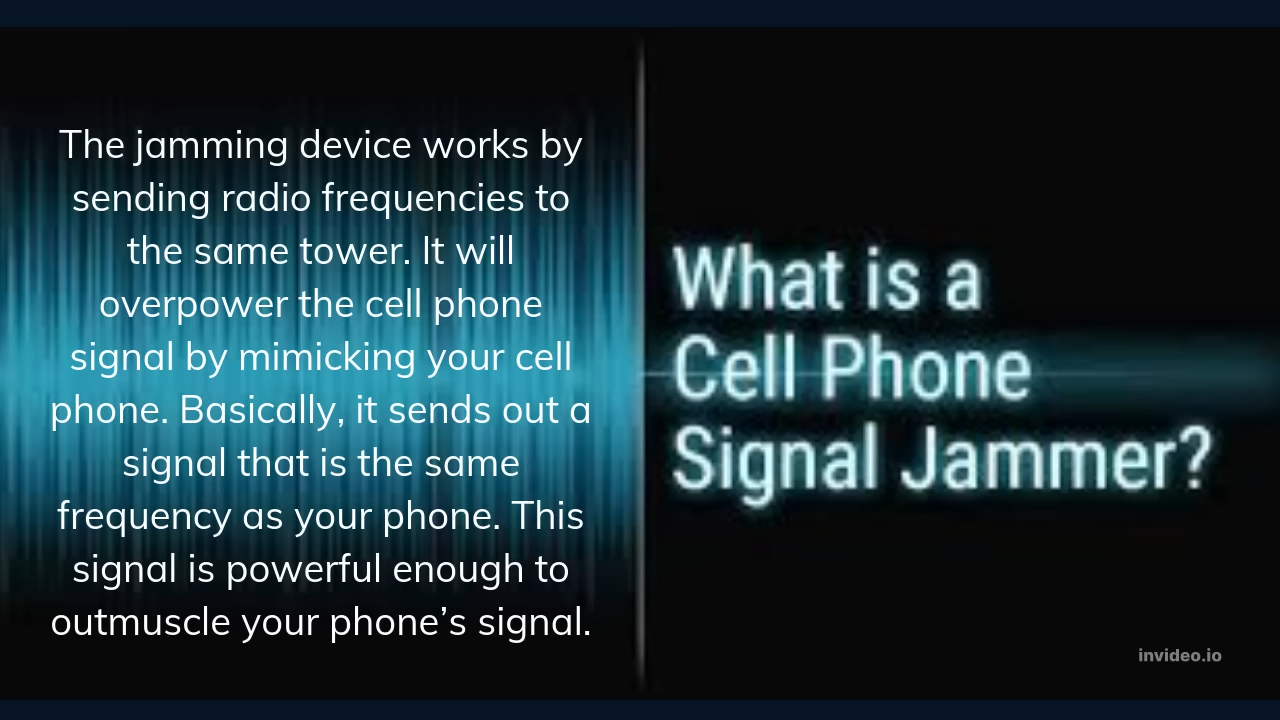 The jamming device works by
sending radio frequencies to
the same tower. It will
overpower the cell phone
signal by mimicking your cell
phone. Basically, it sends out a
signal that is the same
frequency as your phone. This
signal is powerful enough to
outmuscle your phone’s signal.
What is a
Cell Phone
Signal Jammer?
invideo.io